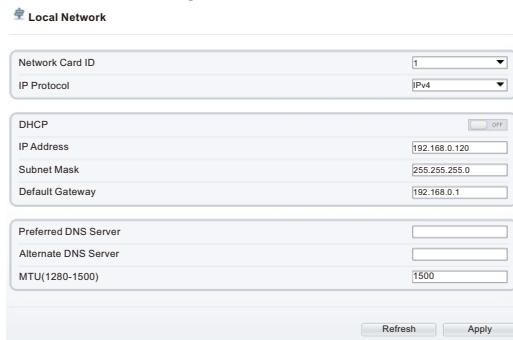 Local Network
Network Card ID 1
IP Protocol IPv4
DHCP OFF
IP Address 192.168.0.120
Subnet Mask 255.255.255.0
Default Gateway 192.168.0.1
Preferred DNS Server
Alternate DNS Server
MTU(1280-1500) 1500
Refresh Apply